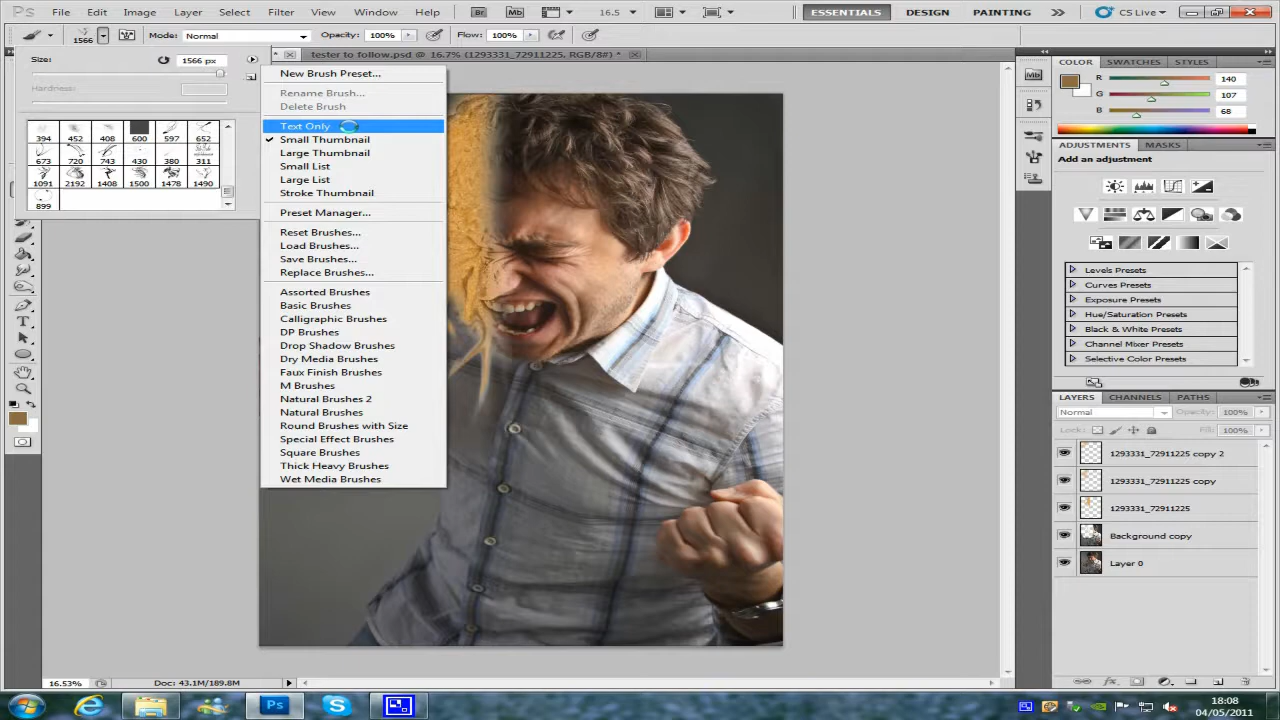 Ps File Edit Image Layer Select Filter View Window Help Br Mb 16.5 ESSENTIALS DESIGN PAINTING CS Live
1566 Mode: Normal Opacity: 100% Flow: 100%
tester to follow.psd @ 16.7% (1293331_72911225, RGB/8#) *
Size: 1566 px
Hardness:
394 452 408 600 597 652
673 720 743 430 380 311
1091 2192 1408 1500 1478 1490
899
New Brush Preset...
Rename Brush...
Delete Brush
Text Only
Small Thumbnail
Large Thumbnail
Small List
Large List
Stroke Thumbnail
Preset Manager...
Reset Brushes...
Load Brushes...
Save Brushes...
Replace Brushes...
Assorted Brushes
Basic Brushes
Calligraphic Brushes
DP Brushes
Drop Shadow Brushes
Dry Media Brushes
Faux Finish Brushes
M Brushes
Natural Brushes 2
Natural Brushes
Round Brushes with Size
Special Effect Brushes
Square Brushes
Thick Heavy Brushes
Wet Media Brushes
Mb
COLOR SWATCHES STYLES
R 140
G 107
B 68
ADJUSTMENTS MASKS
Add an adjustment
Levels Presets
Curves Presets
Exposure Presets
Hue/Saturation Presets
Black & White Presets
Channel Mixer Presets
Selective Color Presets
LAYERS CHANNELS PATHS
Normal Opacity: 100%
Lock: Fill: 100%
1293331_72911225 copy 2
1293331_72911225 copy
1293331_72911225
Background copy
Layer 0
16.53% Doc: 43.1M/189.8M
Ps
18:08
04/05/2011